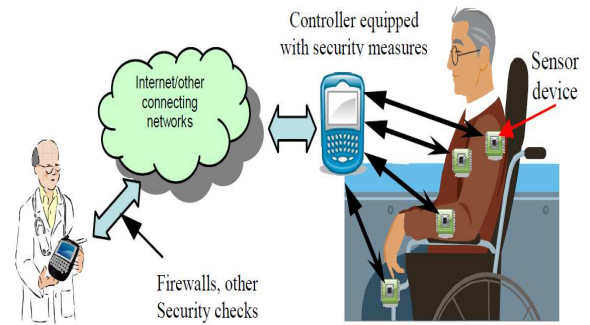 Controller equipped
with security measures
Sensor
device
Internet/other
connecting
networks
Firewalls, other
Security checks